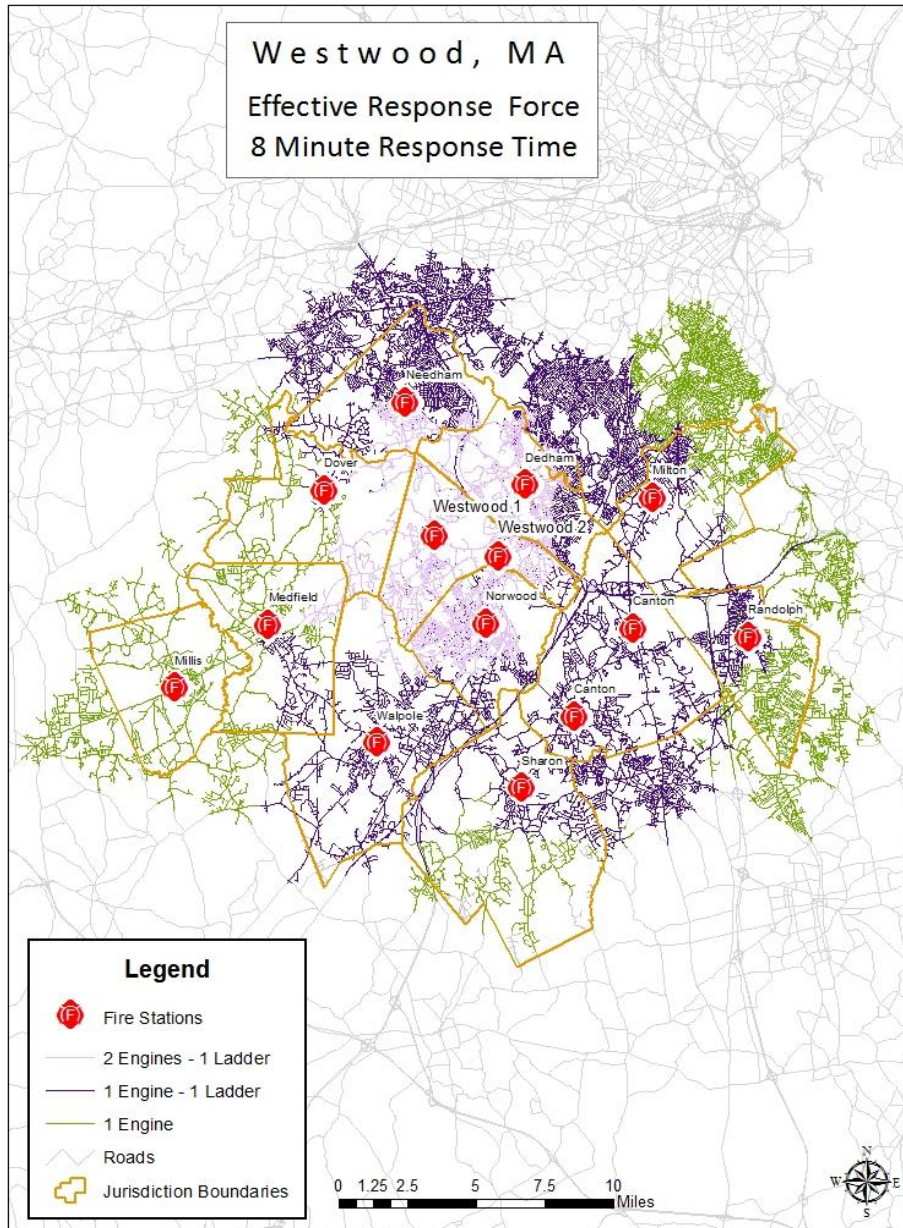 Westwood, MA
Effective Response Force
8 Minute Response Time
Needham
Dover
Dedham
Milton
Westwood 1
Westwood 2
Medfield
Norwood
Canton
Randolph
Millis
Canton
Walpole
Sharon
Legend
Fire Stations
2 Engines - 1 Ladder
1 Engine - 1 Ladder
1 Engine
Roads
Jurisdiction Boundaries
0 1.25 2.5 5 7.5 10
Miles
N
W E
S
F
F
F
F
F
F
F
F
F
F
F
F
F
F